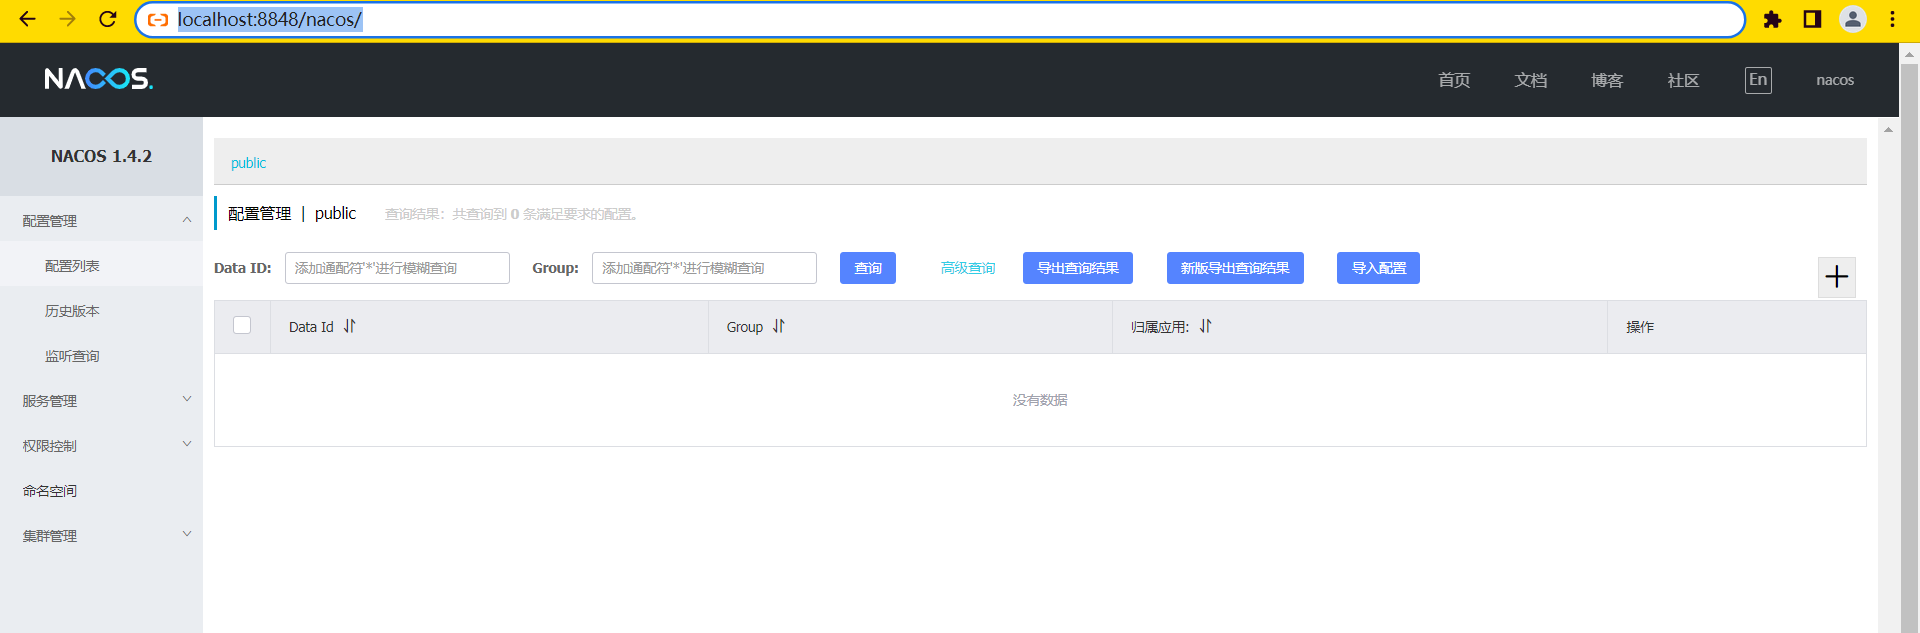 localhost:8848/nacos/
NACOS.
首页 文档 博客 社区 En nacos
NACOS 1.4.2
配置管理
配置列表
历史版本
监听查询
服务管理
权限控制
命名空间
集群管理
public
配置管理 | public 查询结果：共查询到 0 条满足要求的配置。
Data ID: 添加通配符'*'进行模糊查询 Group: 添加通配符'*'进行模糊查询 查询 高级查询 导出查询结果 新版导出查询结果 导入配置
Data Id Group 归属应用: 操作
没有数据